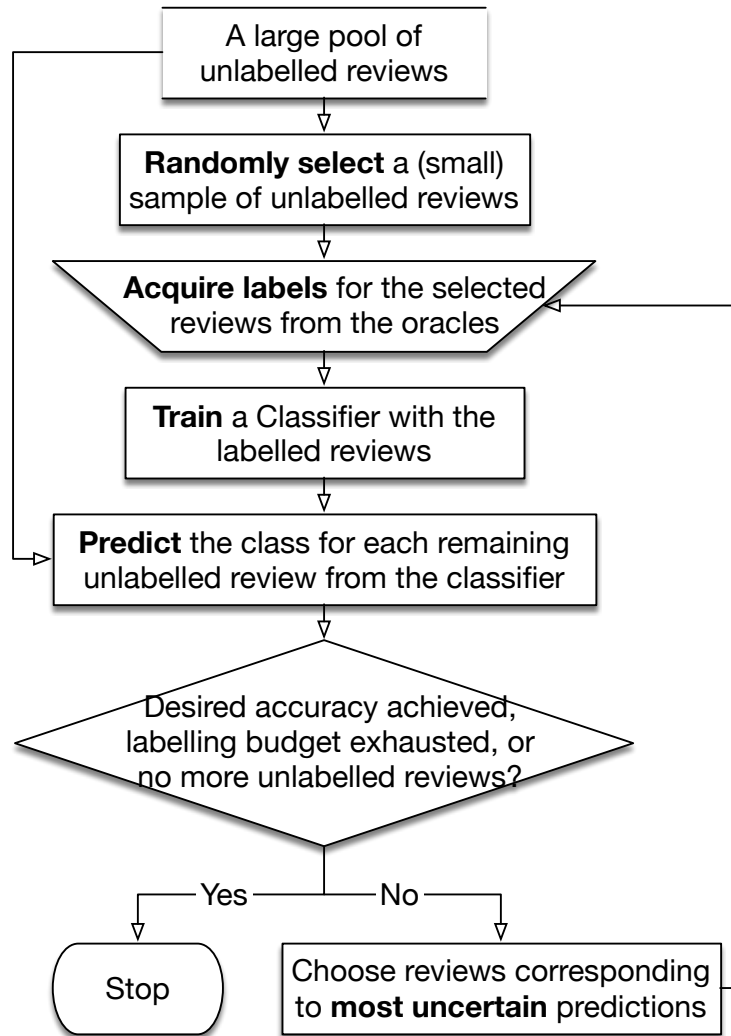 A large pool of
unlabelled reviews
Randomly select a (small)
sample of unlabelled reviews
Acquire labels for the selected
reviews from the oracles
Train a Classifier with the
labelled reviews
Predict the class for each remaining
unlabelled review from the classifier
Desired accuracy achieved,
labelling budget exhausted, or
no more unlabelled reviews?
Yes
No
Stop
Choose reviews corresponding
to most uncertain predictions